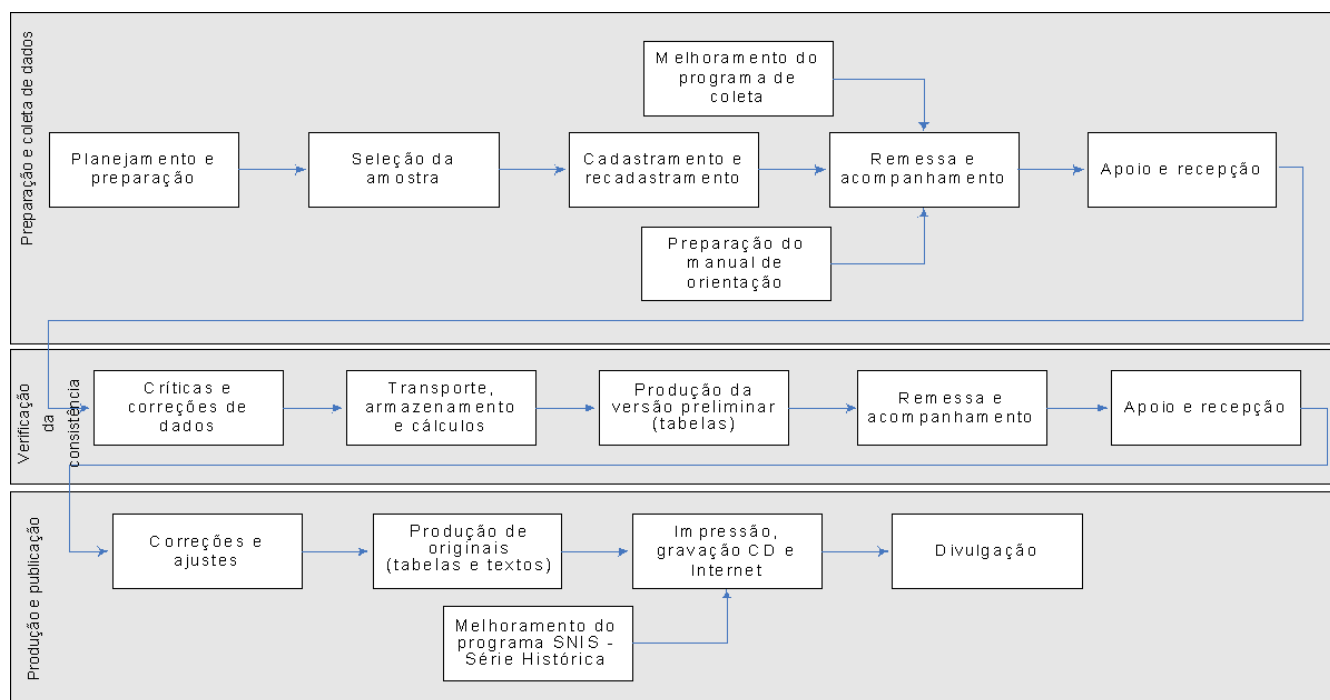 Preparação e coleta de dados
Melhoramento do
programa de
coleta
Planejamento e
preparação
Seleção da
amostra
Cadastramento e
recadastramento
Remessa e
acompanhamento
Apoio e recepção
Preparação do
manual de
orientação
Verificação
da
consistência
Críticas e
correções de
dados
Transporte,
armazenamento
e cálculos
Produção da
versão preliminar
(tabelas)
Remessa e
acompanhamento
Apoio e recepção
Produção e publicação
Correções e
ajustes
Produção de
originais
(tabelas e textos)
Impressão,
gravação CD e
Internet
Divulgação
Melhoramento do
programa SNIS -
Série Histórica